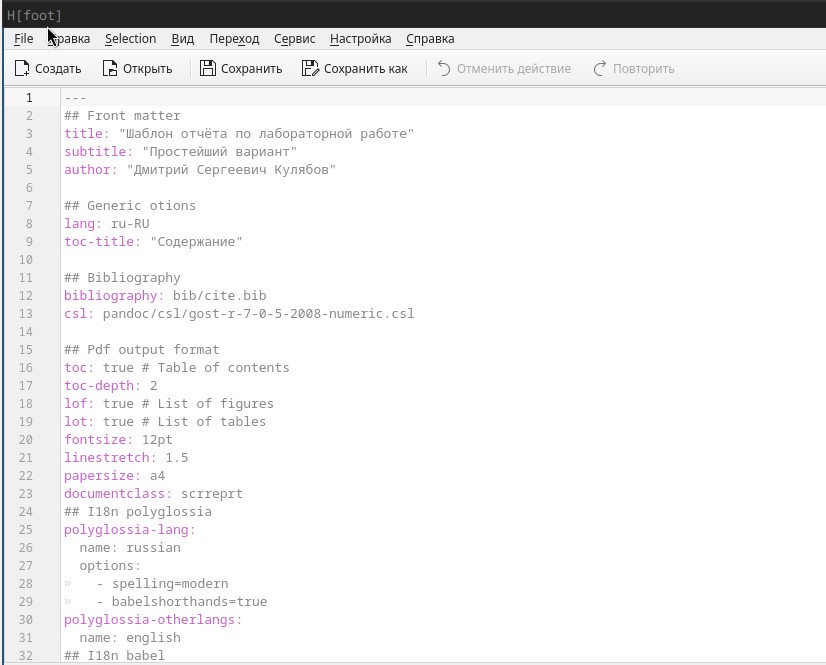 H[foot]
File Правка Selection Вид Переход Сервис Настройка Справка
Создать Открыть Сохранить Сохранить как Отменить действие Повторить
1 ---
2 ## Front matter
3 title: "Шаблон отчёта по лабораторной работе"
4 subtitle: "Простейший вариант"
5 author: "Дмитрий Сергеевич Кулябов"
6
7 ## Generic otions
8 lang: ru-RU
9 toc-title: "Содержание"
10
11 ## Bibliography
12 bibliography: bib/cite.bib
13 csl: pandoc/csl/gost-r-7-0-5-2008-numeric.csl
14
15 ## Pdf output format
16 toc: true # Table of contents
17 toc-depth: 2
18 lof: true # List of figures
19 lot: true # List of tables
20 fontsize: 12pt
21 linestretch: 1.5
22 papersize: a4
23 documentclass: scrreprt
24 ## I18n polyglossia
25 polyglossia-lang:
26   name: russian
27   options:
28 »   - spelling=modern
29 »   - babelshorthands=true
30 polyglossia-otherlangs:
31   name: english
32 ## I18n babel